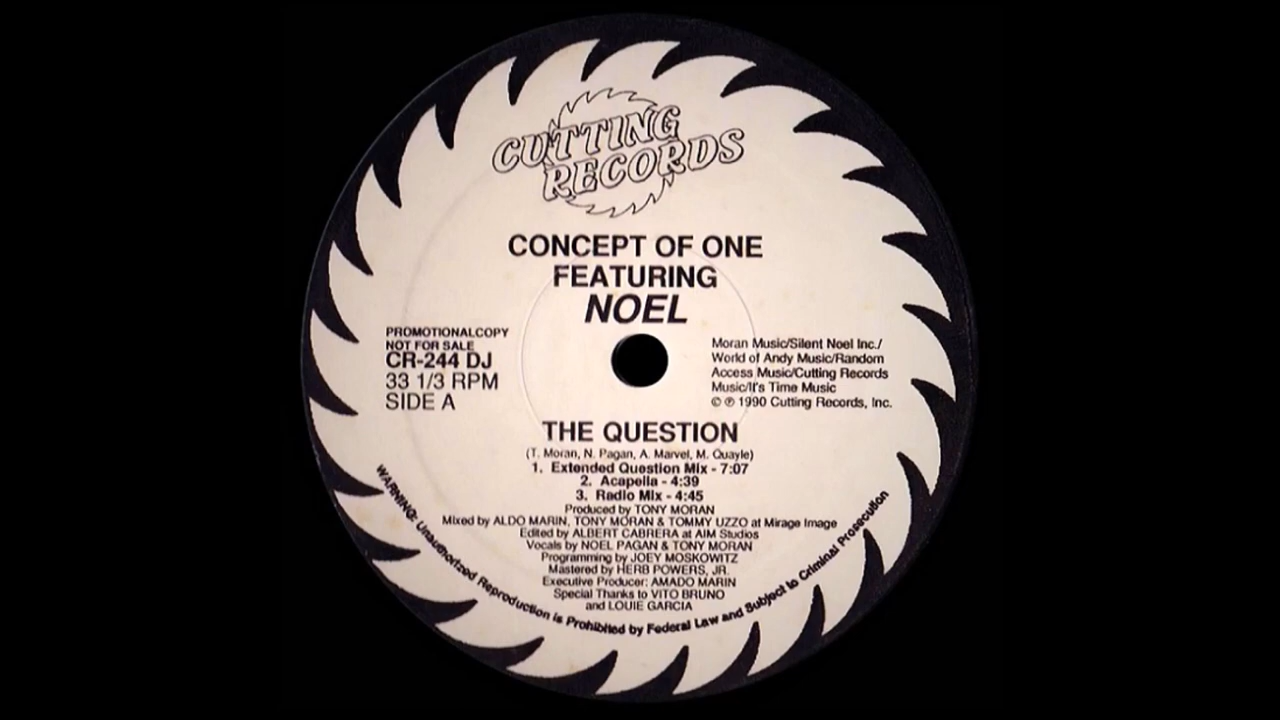 CUTTING
RECORDS
CONCEPT OF ONE
FEATURING
NOEL
PROMOTIONALCOPY
NOT FOR SALE
CR-244 DJ
33 1/3 RPM
SIDE A
Moran Music/Silent Noel Inc./
World of Andy Music/Random
Access Music/Cutting Records
Music/It's Time Music
© ℗ 1990 Cutting Records, Inc.
THE QUESTION
(T. Moran, N. Pagan, A. Marvel, M. Quayle)
1. Extended Question Mix - 7:07
2. Acapella - 4:39
3. Radio Mix - 4:45
Produced by TONY MORAN
Mixed by ALDO MARIN, TONY MORAN & TOMMY UZZO at Mirage Image
Edited by ALBERT CABRERA at AIM Studios
Vocals by NOEL PAGAN & TONY MORAN
Programming by JOEY MOSKOWITZ
Mastered by HERB POWERS, JR.
Executive Producer: AMADO MARIN
Special Thanks to VITO BRUNO
and LOUIE GARCIA
WARNING: Unauthorized Reproduction is Prohibited by Federal Law and Subject to Criminal Prosecution